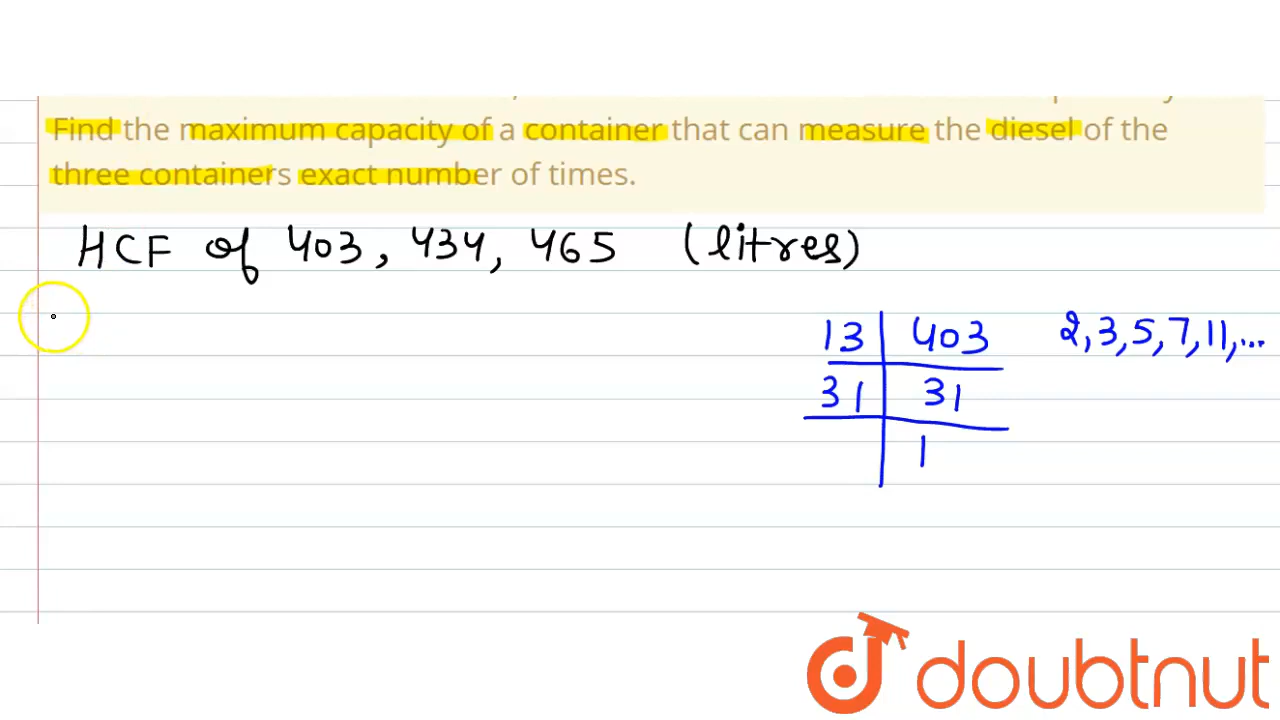 Find the maximum capacity of a container that can measure the diesel of the
three containers exact number of times.
HCF of 403, 434, 465 (litres)
13 | 403 2, 3, 5, 7, 11, ...
31 | 31
1
doubtnut